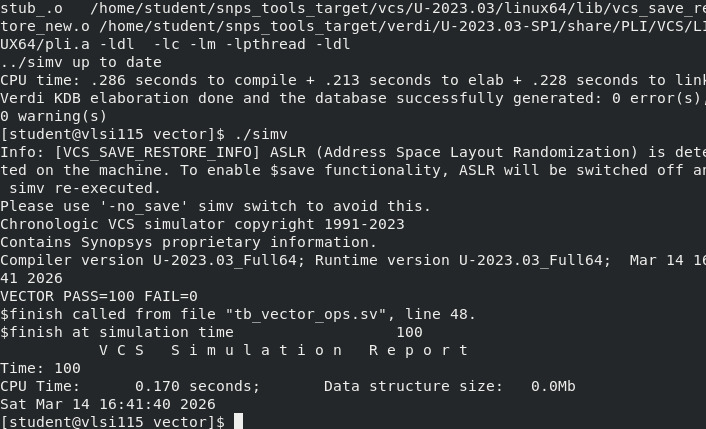 stub_.o   /home/student/snps_tools_target/vcs/U-2023.03/linux64/lib/vcs_save_re
tore_new.o /home/student/snps_tools_target/verdi/U-2023.03-SP1/share/PLI/VCS/LI
UX64/pli.a -ldl  -lc -lm -lpthread -ldl
../simv up to date
CPU time: .286 seconds to compile + .213 seconds to elab + .228 seconds to link
Verdi KDB elaboration done and the database successfully generated: 0 error(s),
0 warning(s)
[student@vlsi115 vector]$ ./simv
Info: [VCS_SAVE_RESTORE_INFO] ASLR (Address Space Layout Randomization) is dete
ted on the machine. To enable $save functionality, ASLR will be switched off an
 simv re-executed.
Please use '-no_save' simv switch to avoid this.
Chronologic VCS simulator copyright 1991-2023
Contains Synopsys proprietary information.
Compiler version U-2023.03_Full64; Runtime version U-2023.03_Full64;  Mar 14 16
41 2026
VECTOR PASS=100 FAIL=0
$finish called from file "tb_vector_ops.sv", line 48.
$finish at simulation time                  100
           V C S   S i m u l a t i o n   R e p o r t
Time: 100
CPU Time:      0.170 seconds;       Data structure size:   0.0Mb
Sat Mar 14 16:41:40 2026
[student@vlsi115 vector]$